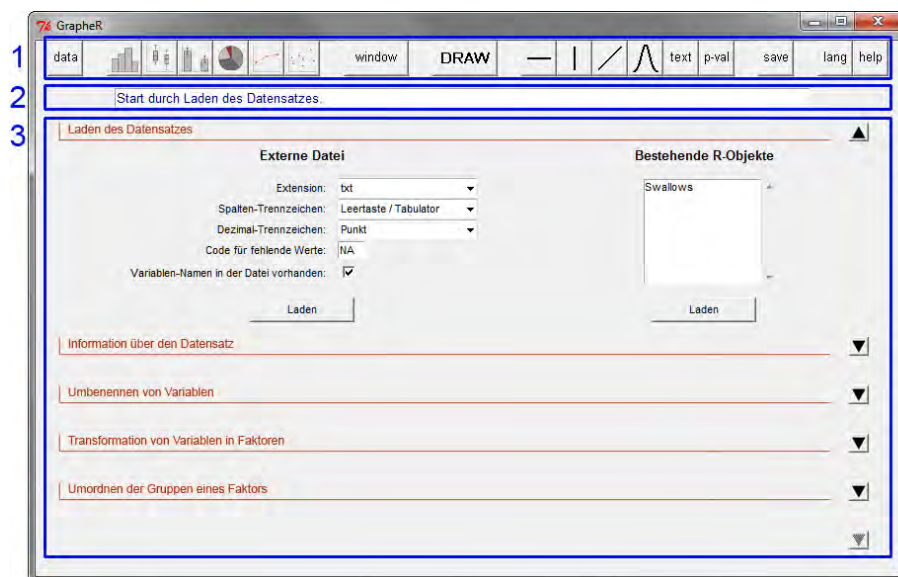 GrapheR
1
data window DRAW text p-val save lang help
2
Start durch Laden des Datensatzes.
3
Laden des Datensatzes
Externe Datei
Bestehende R-Objekte
Extension: txt
Swallows
Spalten-Trennzeichen: Leertaste / Tabulator
Dezimal-Trennzeichen: Punkt
Code für fehlende Werte: NA
Variablen-Namen in der Datei vorhanden:
Laden
Laden
Information über den Datensatz
Umbenennen von Variablen
Transformation von Variablen in Faktoren
Umordnen der Gruppen eines Faktors